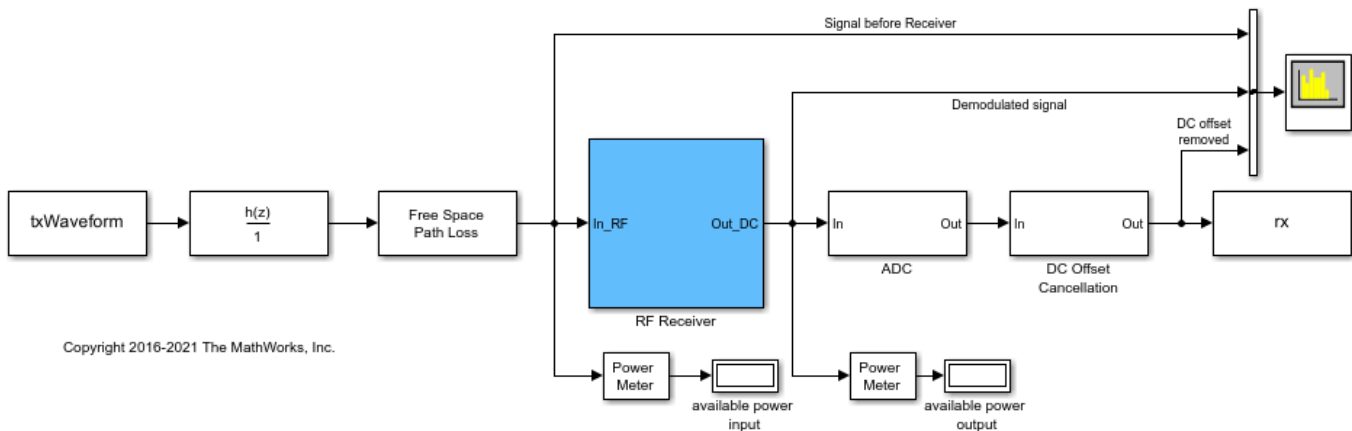 Signal before Receiver
Demodulated signal
DC offset
removed
txWaveform
h(z)
1
Free Space
Path Loss
In_RF
Out_DC
RF Receiver
In
Out
ADC
In
Out
DC Offset
Cancellation
rx
Copyright 2016-2021 The MathWorks, Inc.
Power
Meter
available power
input
Power
Meter
available power
output